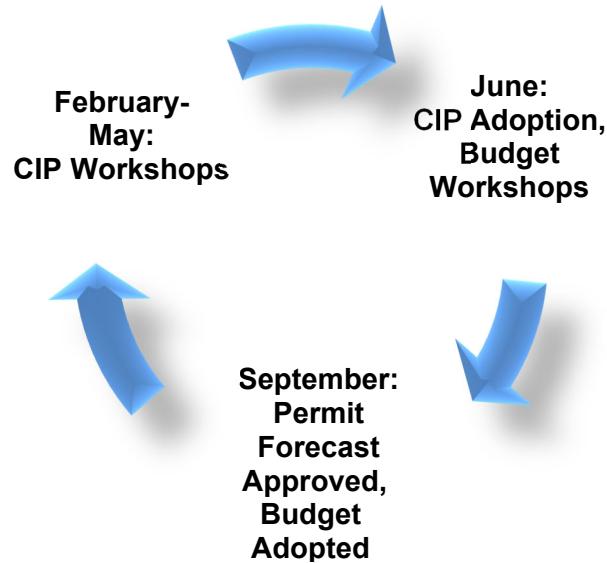 February-
May:
CIP Workshops
June:
CIP Adoption,
Budget
Workshops
September:
Permit
Forecast
Approved,
Budget
Adopted